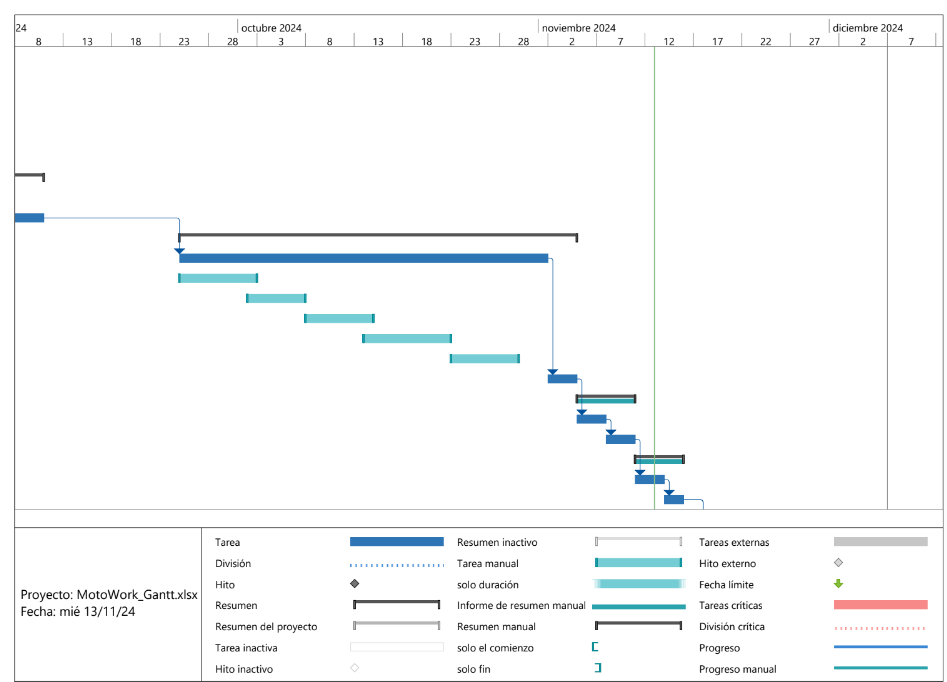 24 octubre 2024 noviembre 2024 diciembre 2024
8 13 18 23 28 3 8 13 18 23 28 2 7 12 17 22 27 2 7
Proyecto: MotoWork_Gantt.xlsx
Fecha: mié 13/11/24
Tarea
División
Hito
Resumen
Resumen del proyecto
Tarea inactiva
Hito inactivo
Resumen inactivo
Tarea manual
solo duración
Informe de resumen manual
Resumen manual
solo el comienzo
solo fin
Tareas externas
Hito externo
Fecha límite
Tareas críticas
División crítica
Progreso
Progreso manual